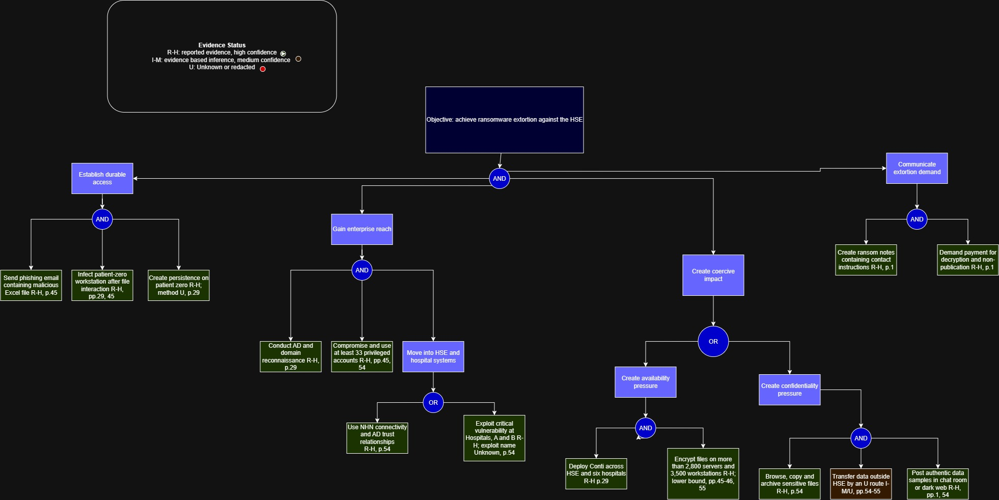 Evidence Status
R-H: reported evidence, high confidence
I-M: evidence based inference, medium confidence
U: Unknown or redacted
Objective: achieve ransomware extortion against the HSE
AND
Establish durable
access
AND
Send phishing email
containing malicious
Excel file R-H, p.45
Infect patient-zero
workstation after file
interaction R-H,
pp.29, 45
Create persistence on
patient zero R-H;
method U, p.29
Gain enterprise reach
AND
Conduct AD and
domain
reconnaissance R-H,
p.29
Compromise and use
at least 33 privileged
accounts R-H, pp.45,
54
Move into HSE and
hospital systems
OR
Use NHN connectivity
and AD trust
relationships
R-H, p.54
Exploit critical
vulnerability at
Hospitals, A and B R-
H; exploit name
Unknown, p.54
Create coercive
impact
OR
Create availability
pressure
AND
Deploy Conti across
HSE and six hospitals
R-H p.29
Encrypt files on more
than 2,800 servers and
3,500 workstations R-H;
lower bound, pp.45-46,
55
Create confidentiality
pressure
AND
Browse, copy and
archive sensitive files
R-H, p.54
Transfer data outside
HSE by an U route I-
M/U, pp.54-55
Post authentic data
samples in chat room
or dark web R-H,
pp.1, 54
Communicate
extortion demand
AND
Create ransom notes
containing contact
instructions R-H, p.1
Demand payment for
decryption and non-
publication R-H, p.1